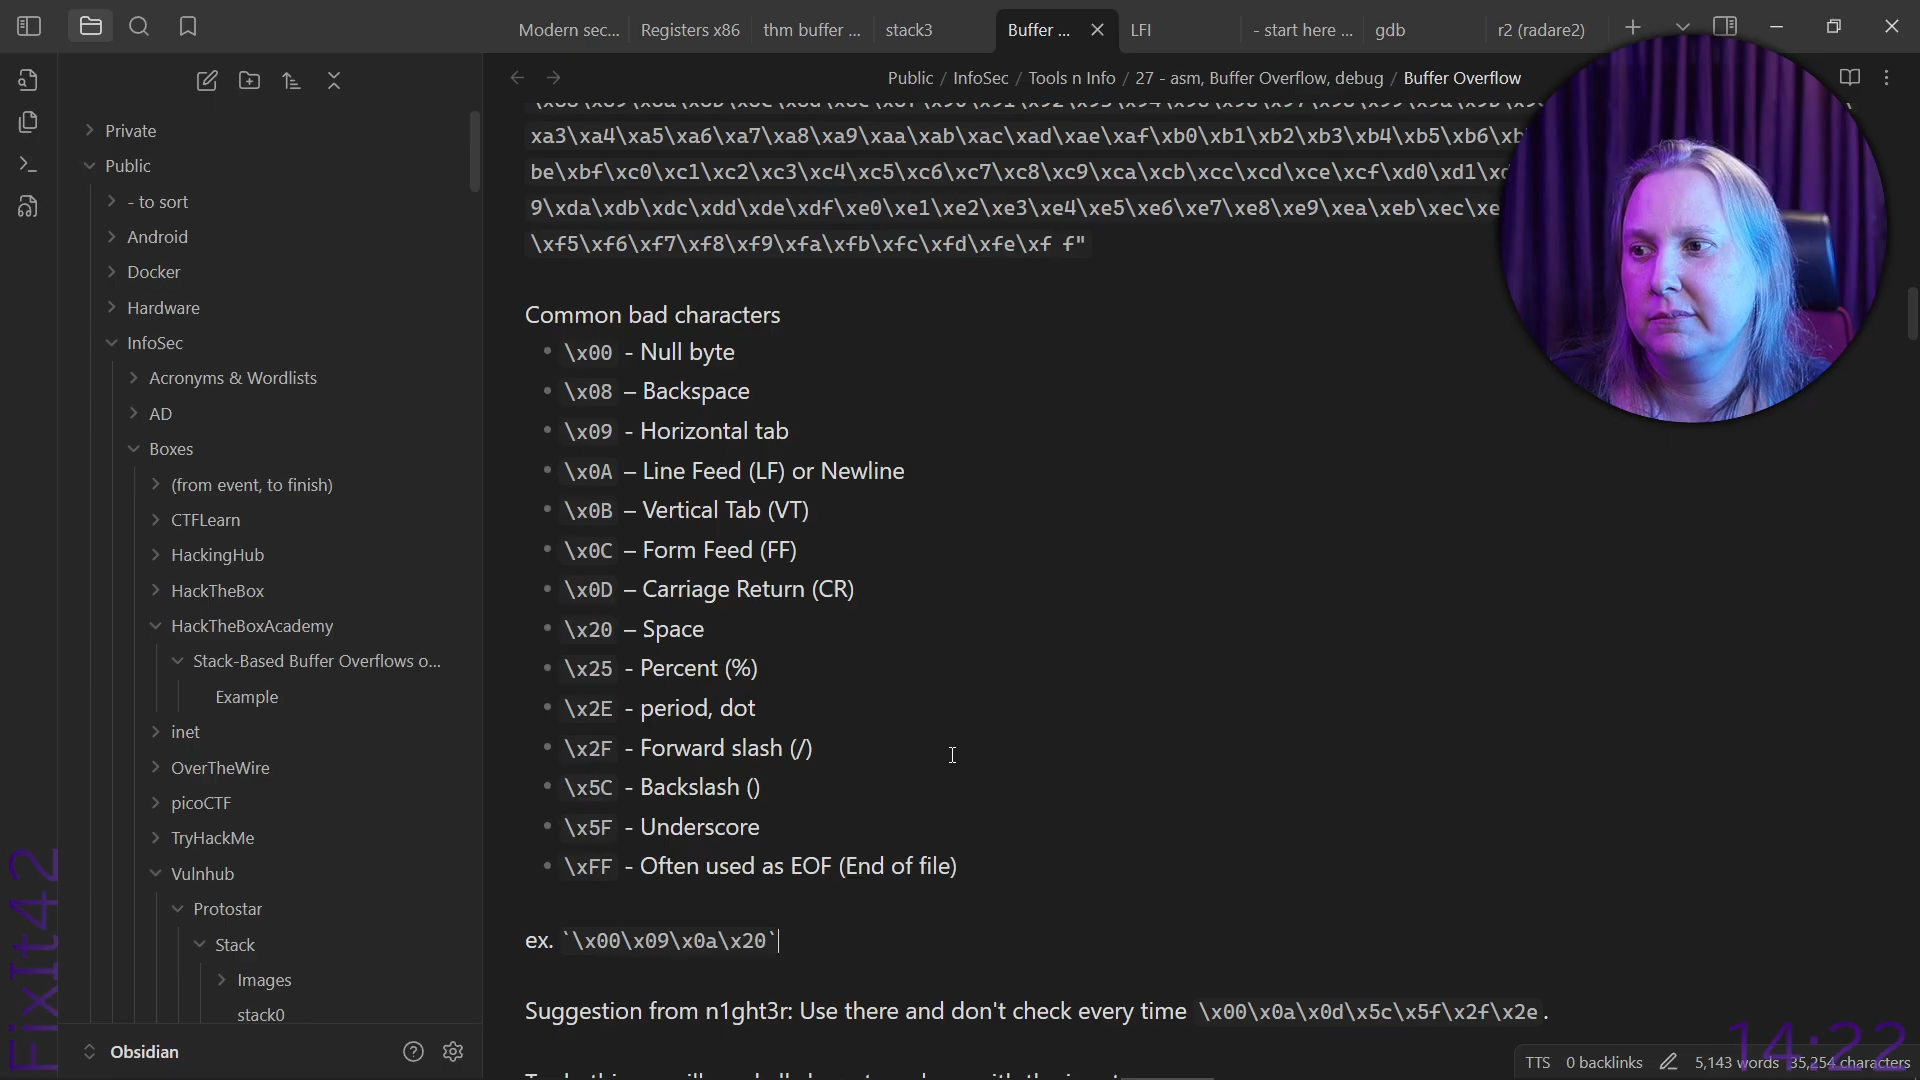 Modern sec...
Registers x86
thm buffer ...
stack3
Buffer ...
LFI
- start here ...
gdb
r2 (radare2)
Public / InfoSec / Tools n Info / 27 - asm, Buffer Overflow, debug / Buffer Overflow
Private
Public
- to sort
Android
Docker
Hardware
InfoSec
Acronyms & Wordlists
AD
Boxes
(from event, to finish)
CTFLearn
HackingHub
HackTheBox
HackTheBoxAcademy
Stack-Based Buffer Overflows o...
Example
inet
OverTheWire
picoCTF
TryHackMe
Vulnhub
Protostar
Stack
Images
stack0
Obsidian
xa3\xa4\xa5\xa6\xa7\xa8\xa9\xaa\xab\xac\xad\xae\xaf\xb0\xb1\xb2\xb3\xb4\xb5\xb6\xb
be\xbf\xc0\xc1\xc2\xc3\xc4\xc5\xc6\xc7\xc8\xc9\xca\xcb\xcc\xcd\xce\xcf\xd0\xd1\x
9\xda\xdb\xdc\xdd\xde\xdf\xe0\xe1\xe2\xe3\xe4\xe5\xe6\xe7\xe8\xe9\xea\xeb\xec\xe
\xf5\xf6\xf7\xf8\xf9\xfa\xfb\xfc\xfd\xfe\xf f"
Common bad characters
\x00 - Null byte
\x08 – Backspace
\x09 - Horizontal tab
\x0A – Line Feed (LF) or Newline
\x0B – Vertical Tab (VT)
\x0C – Form Feed (FF)
\x0D – Carriage Return (CR)
\x20 – Space
\x25 - Percent (%)
\x2E - period, dot
\x2F - Forward slash (/)
\x5C - Backslash ()
\x5F - Underscore
\xFF - Often used as EOF (End of file)
ex. `\x00\x09\x0a\x20`
Suggestion from n1ght3r: Use there and don't check every time \x00\x0a\x0d\x5c\x5f\x2f\x2e.
TTS 0 backlinks 5,143 words 35,254 characters
FixIt42
14:22